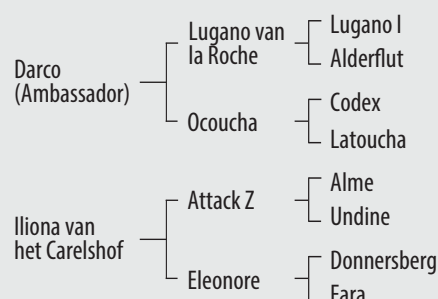 Lugano I
Lugano van
la Roche
Alderflut
Darco
(Ambassador)
Codex
Ocoucha
Latoucha
Alme
Attack Z
Undine
Iliona van
het Carelshof
Donnersberg
Eleonore
Fara